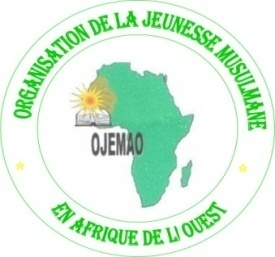 ORGANISATION DE LA JEUNESSE MUSULMANE
OJEMAO
EN AFRIQUE DE L| OUEST